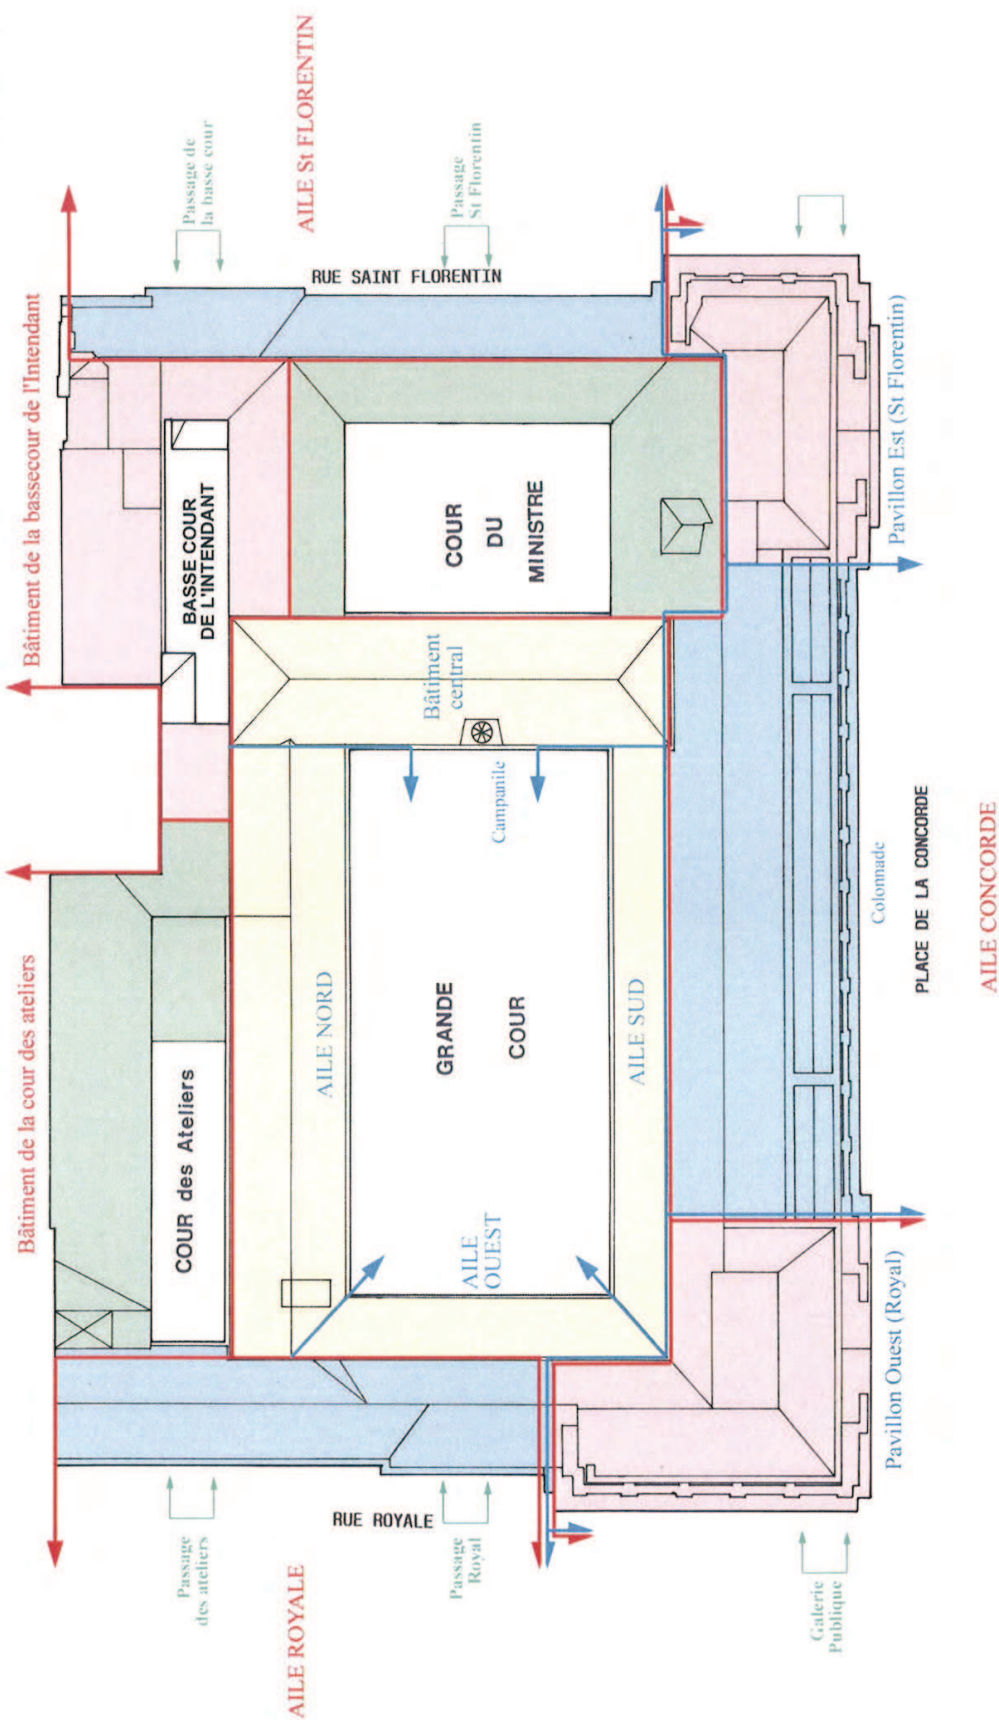 Bâtiment de la cour des ateliers
Bâtiment de la bassecour de l'Intendant
Passage
des ateliers
Passage de
la basse cour
COUR des Ateliers
BASSE COUR
DE L'INTENDANT
AILE ROYALE
AILE St FLORENTIN
RUE ROYALE
RUE SAINT FLORENTIN
AILE NORD
GRANDE
COUR
AILE
OUEST
Bâtiment
central
Campanile
COUR
DU
MINISTRE
Passage
Royal
Passage
St Florentin
AILE SUD
Galerie
Publique
Pavillon Ouest (Royal)
Colonnade
Pavillon Est (St Florentin)
PLACE DE LA CONCORDE
AILE CONCORDE